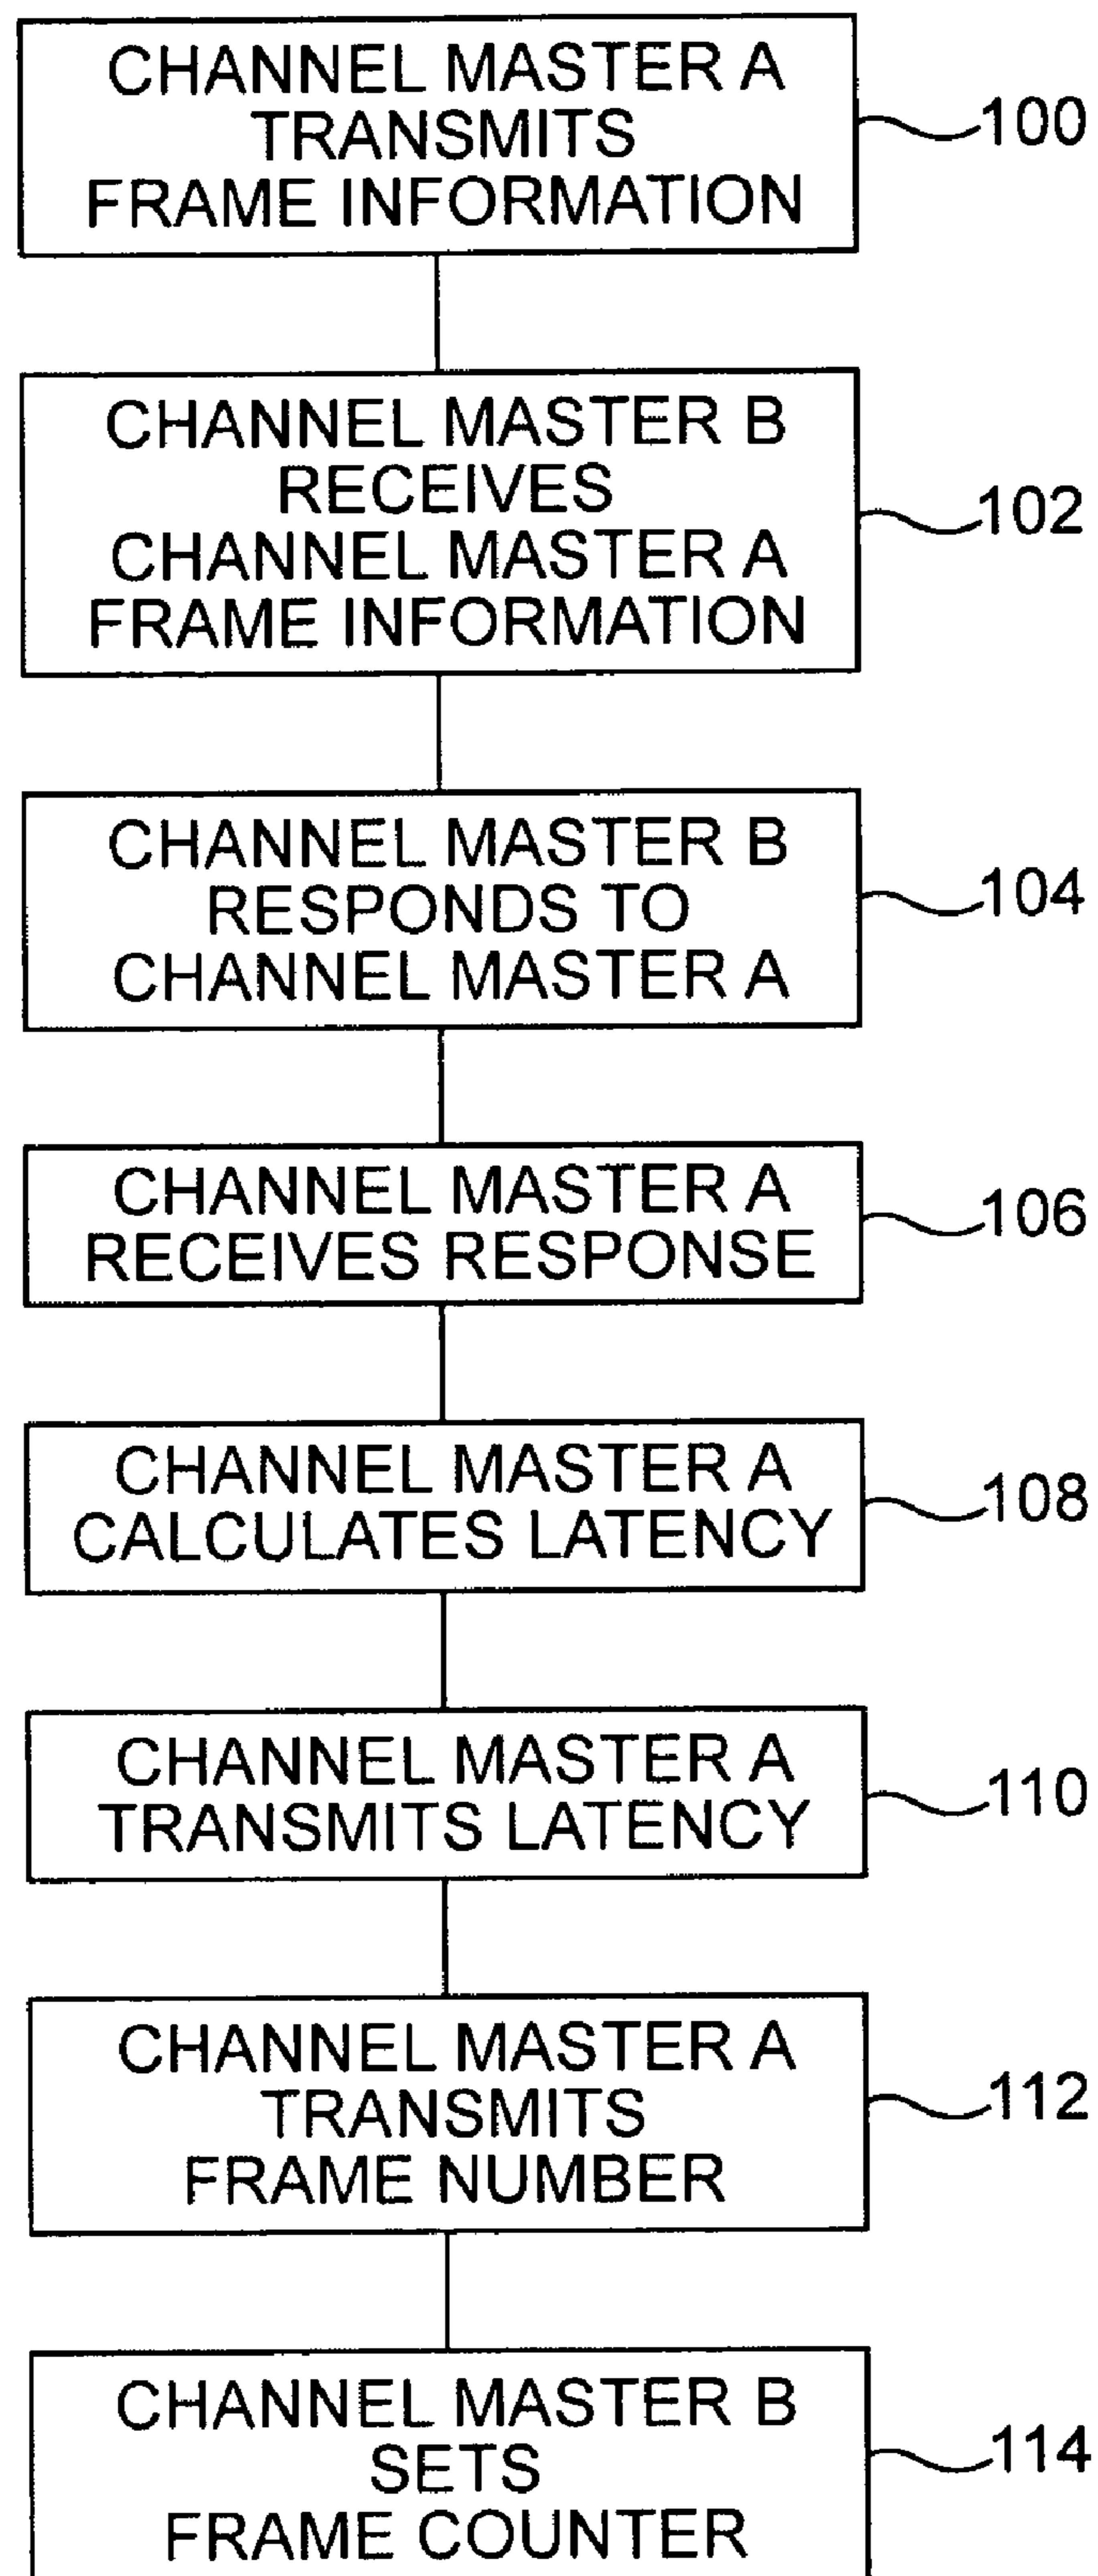 CHANNEL MASTER A
TRANSMITS
FRAME INFORMATION
100
CHANNEL MASTER B
RECEIVES
CHANNEL MASTER A
FRAME INFORMATION
102
CHANNEL MASTER B
RESPONDS TO
CHANNEL MASTER A
104
CHANNEL MASTER A
RECEIVES RESPONSE
106
CHANNEL MASTER A
CALCULATES LATENCY
108
CHANNEL MASTER A
TRANSMITS LATENCY
110
CHANNEL MASTER A
TRANSMITS
FRAME NUMBER
112
CHANNEL MASTER B
SETS
FRAME COUNTER
114